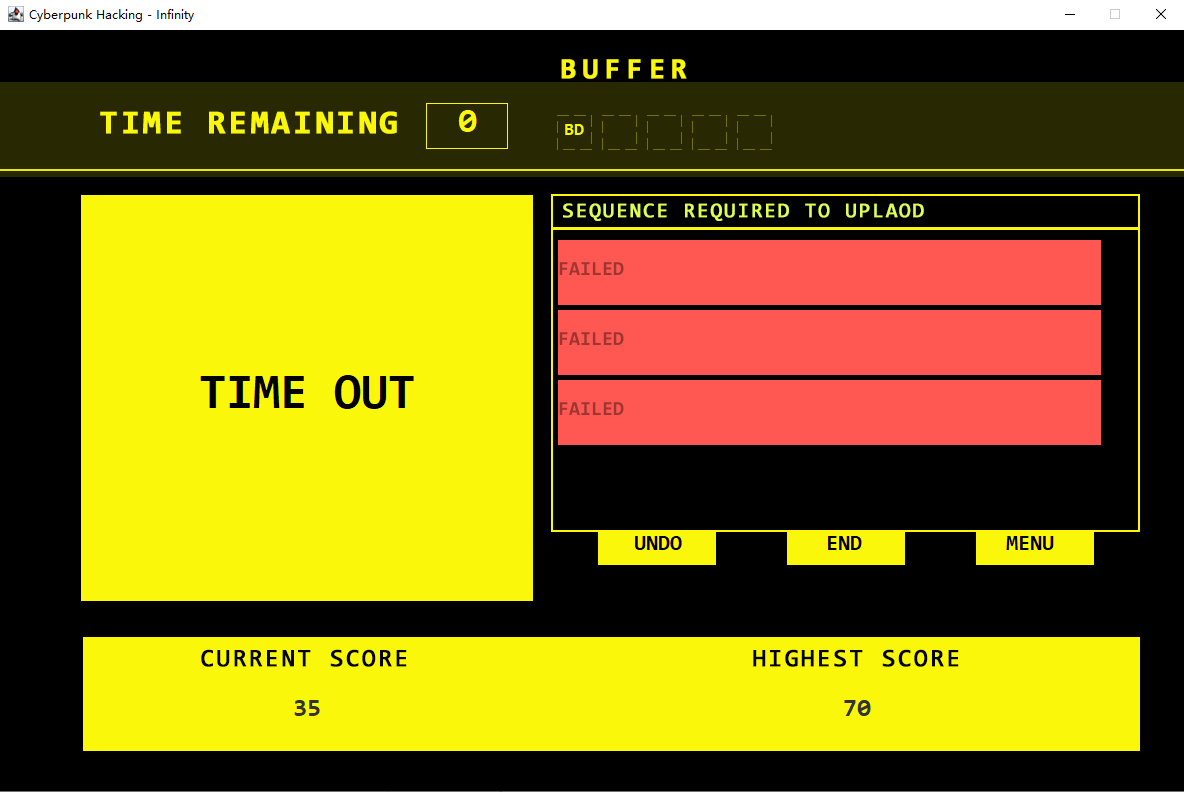 Cyberpunk Hacking - Infinity
BUFFER
TIME REMAINING 0
BD
SEQUENCE REQUIRED TO UPLAOD
FAILED
FAILED
FAILED
TIME OUT
UNDO END MENU
CURRENT SCORE HIGHEST SCORE
35 70